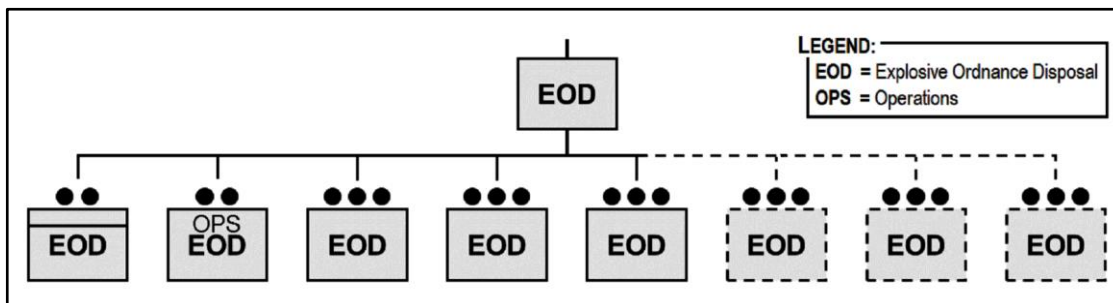 LEGEND:
EOD = Explosive Ordnance Disposal
OPS = Operations
EOD
OPS
EOD EOD EOD EOD EOD EOD EOD EOD